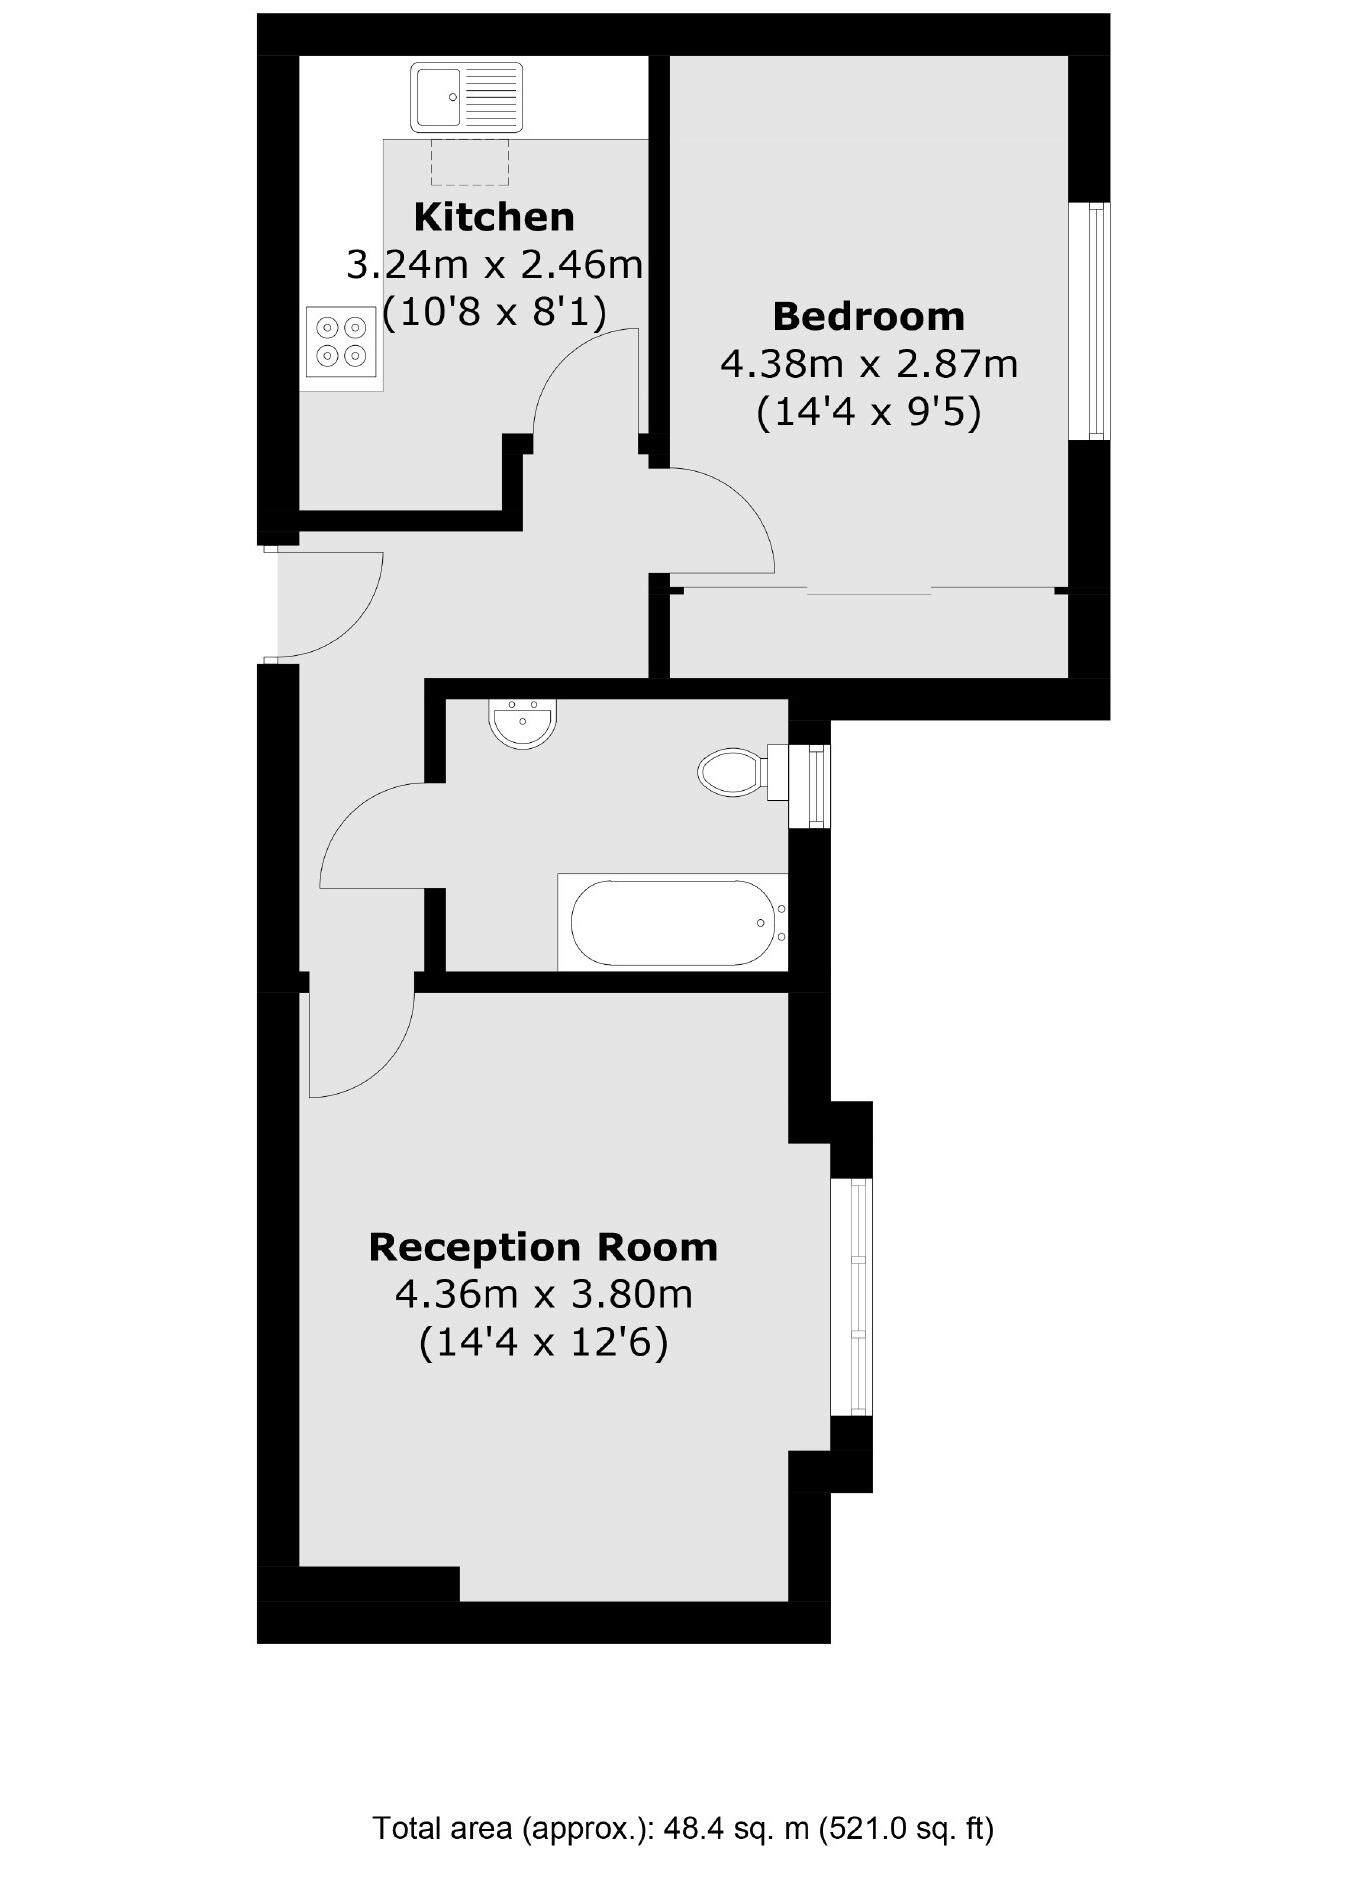 Kitchen
3.24m x 2.46m
(10'8 x 8'1)
Bedroom
4.38m x 2.87m
(14'4 x 9'5)
Reception Room
4.36m x 3.80m
(14'4 x 12'6)
Total area (approx.): 48.4 sq. m (521.0 sq. ft)